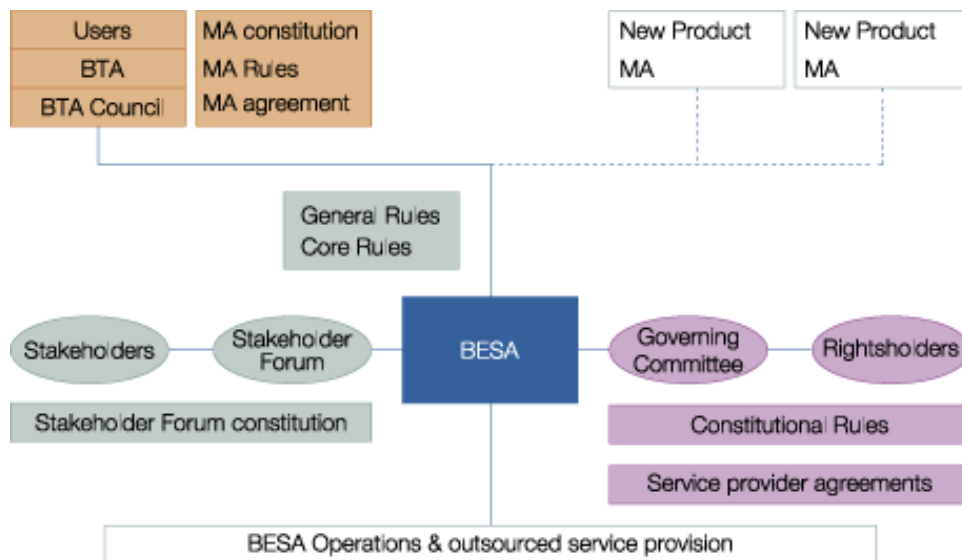 Users
BTA
BTA Council
MA constitution
MA Rules
MA agreement
New Product
MA
New Product
MA
General Rules
Core Rules
Stakeholders
Stakeholder
Forum
BESA
Governing
Committee
Rightsholders
Stakeholder Forum constitution
Constitutional Rules
Service provider agreements
BESA Operations & outsourced service provision